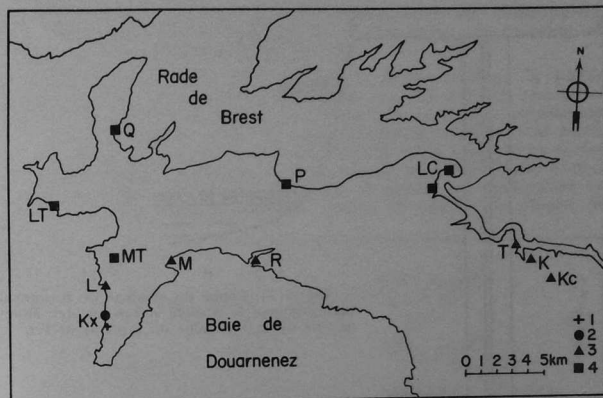 N
Rade
de
Brest
Q
P
LC
LT
MT
M
R
T
K
Kc
L
Kx
Baie de
Douarnenez
1
2
3
4
0 1 2 3 4 5km